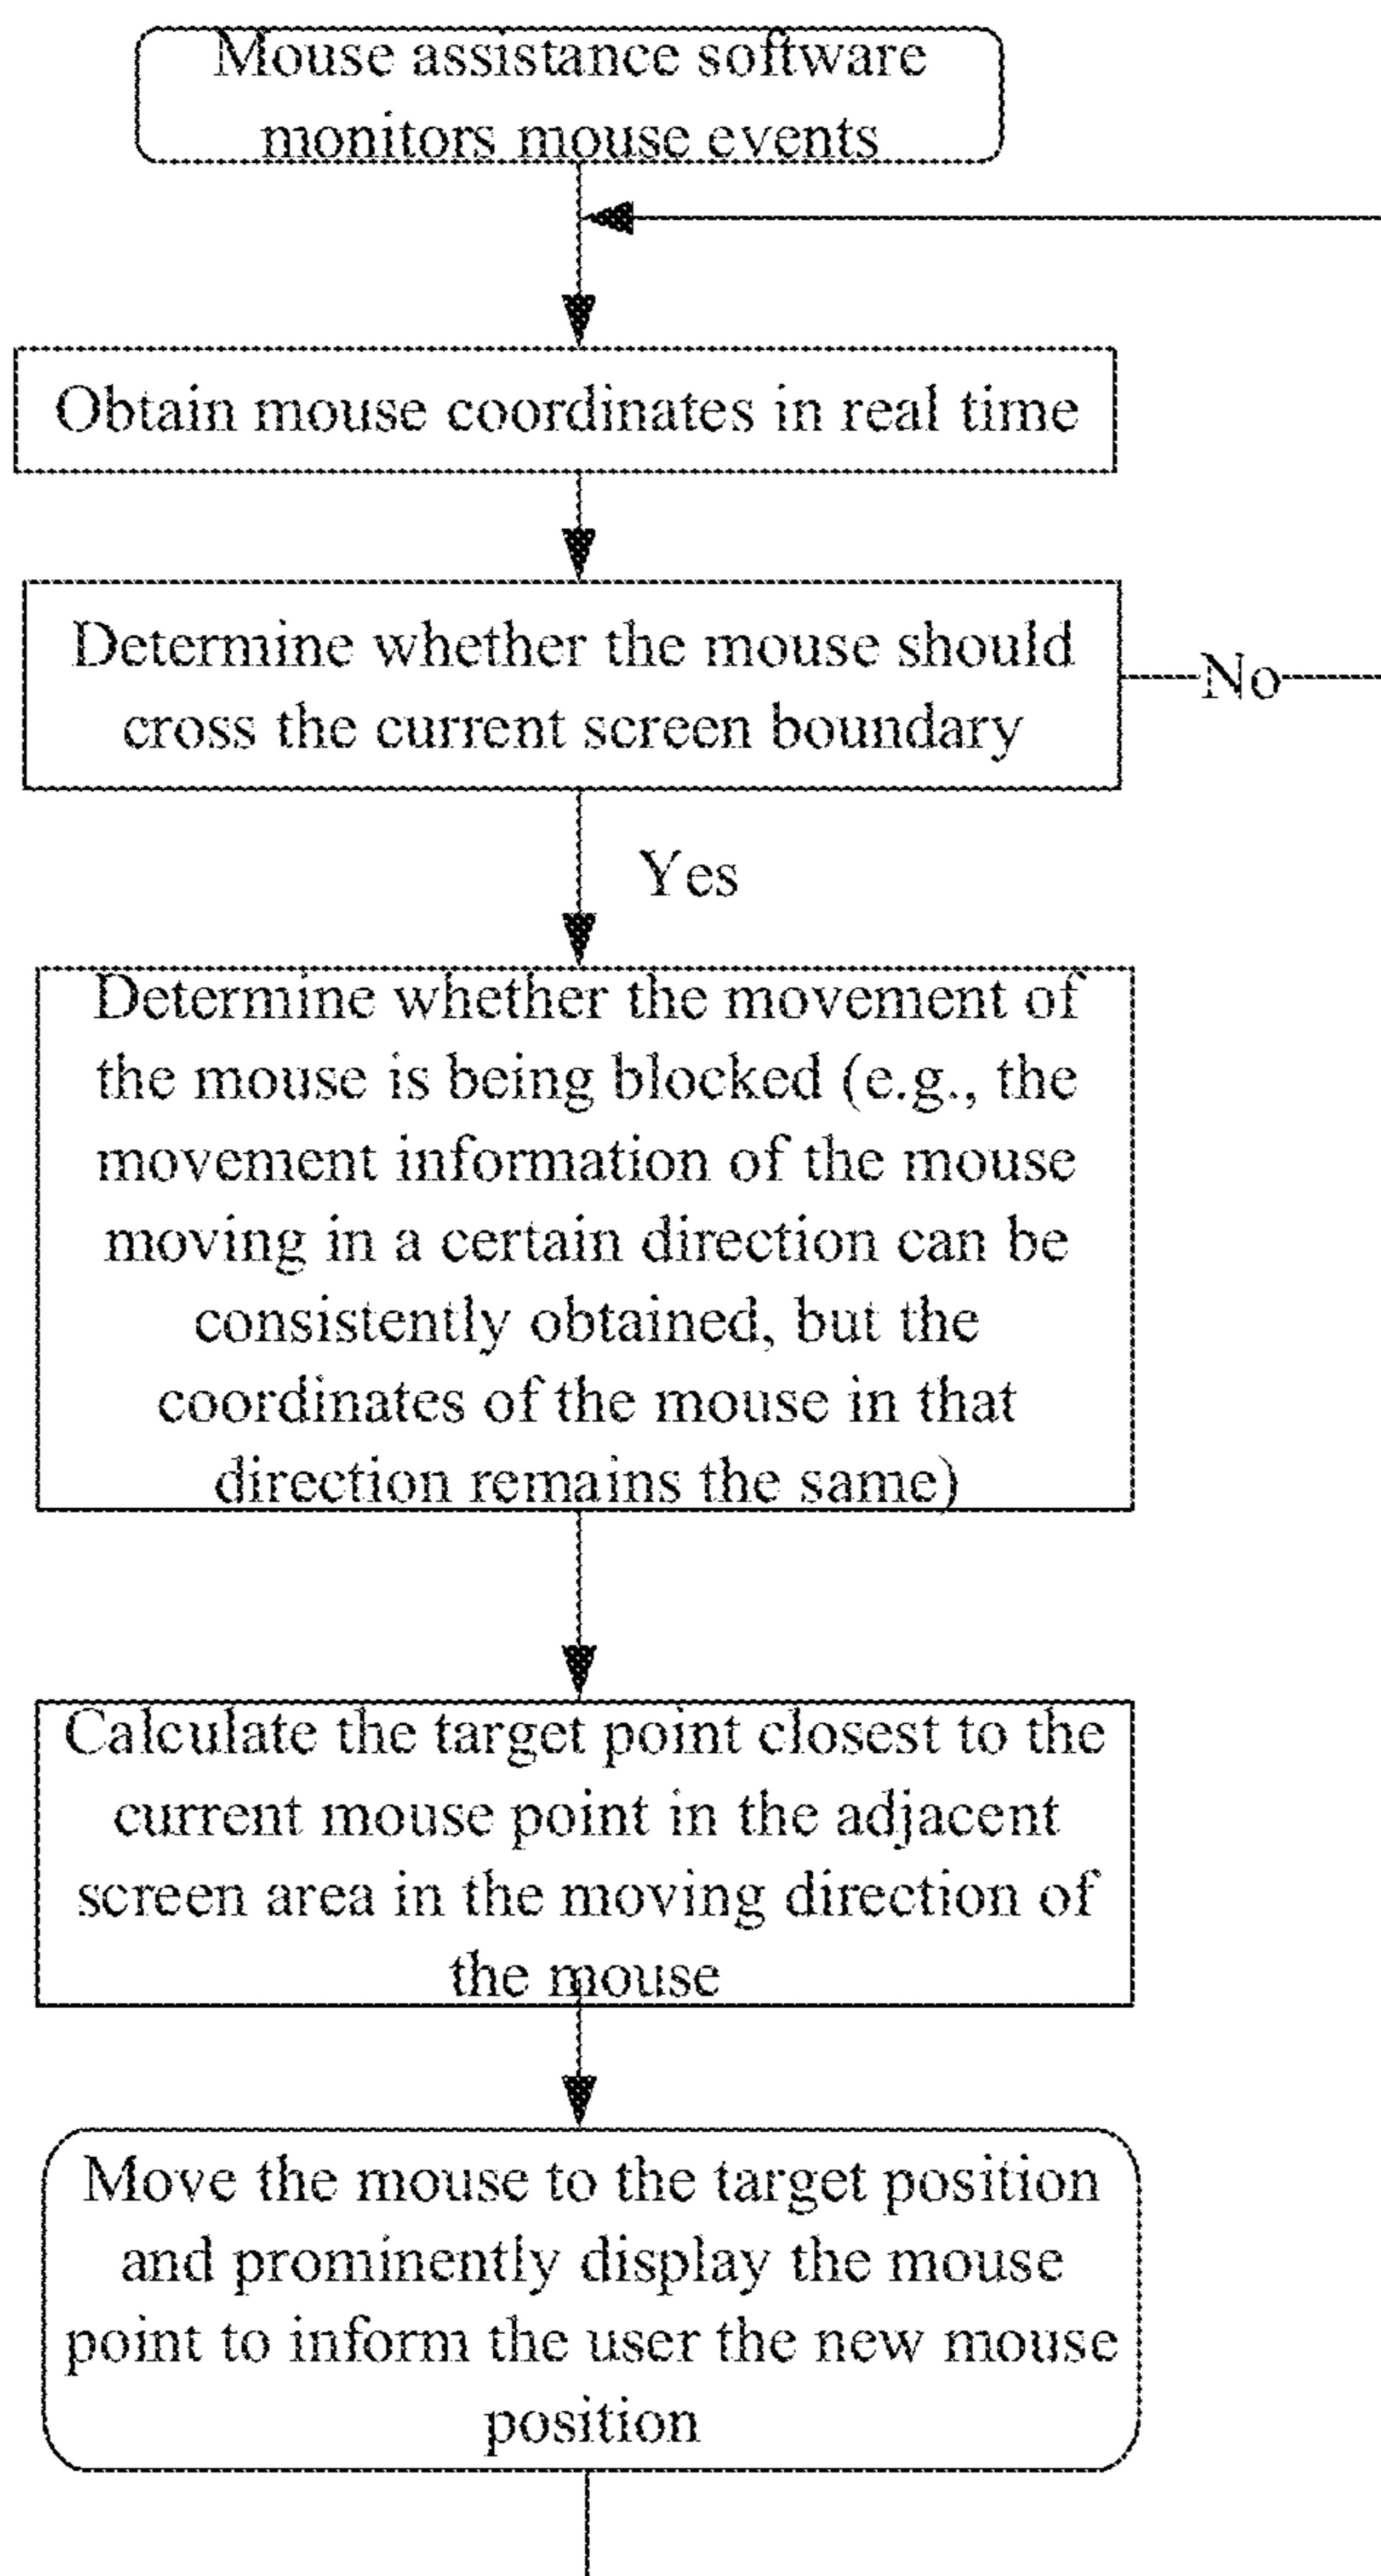 Mouse assistance software
monitors mouse events
Obtain mouse coordinates in real time
Determine whether the mouse should
cross the current screen boundary
No
Yes
Determine whether the movement of
the mouse is being blocked (e.g., the
movement information of the mouse
moving in a certain direction can be
consistently obtained, but the
coordinates of the mouse in that
direction remains the same)
Calculate the target point closest to the
current mouse point in the adjacent
screen area in the moving direction of
the mouse
Move the mouse to the target position
and prominently display the mouse
point to inform the user the new mouse
position